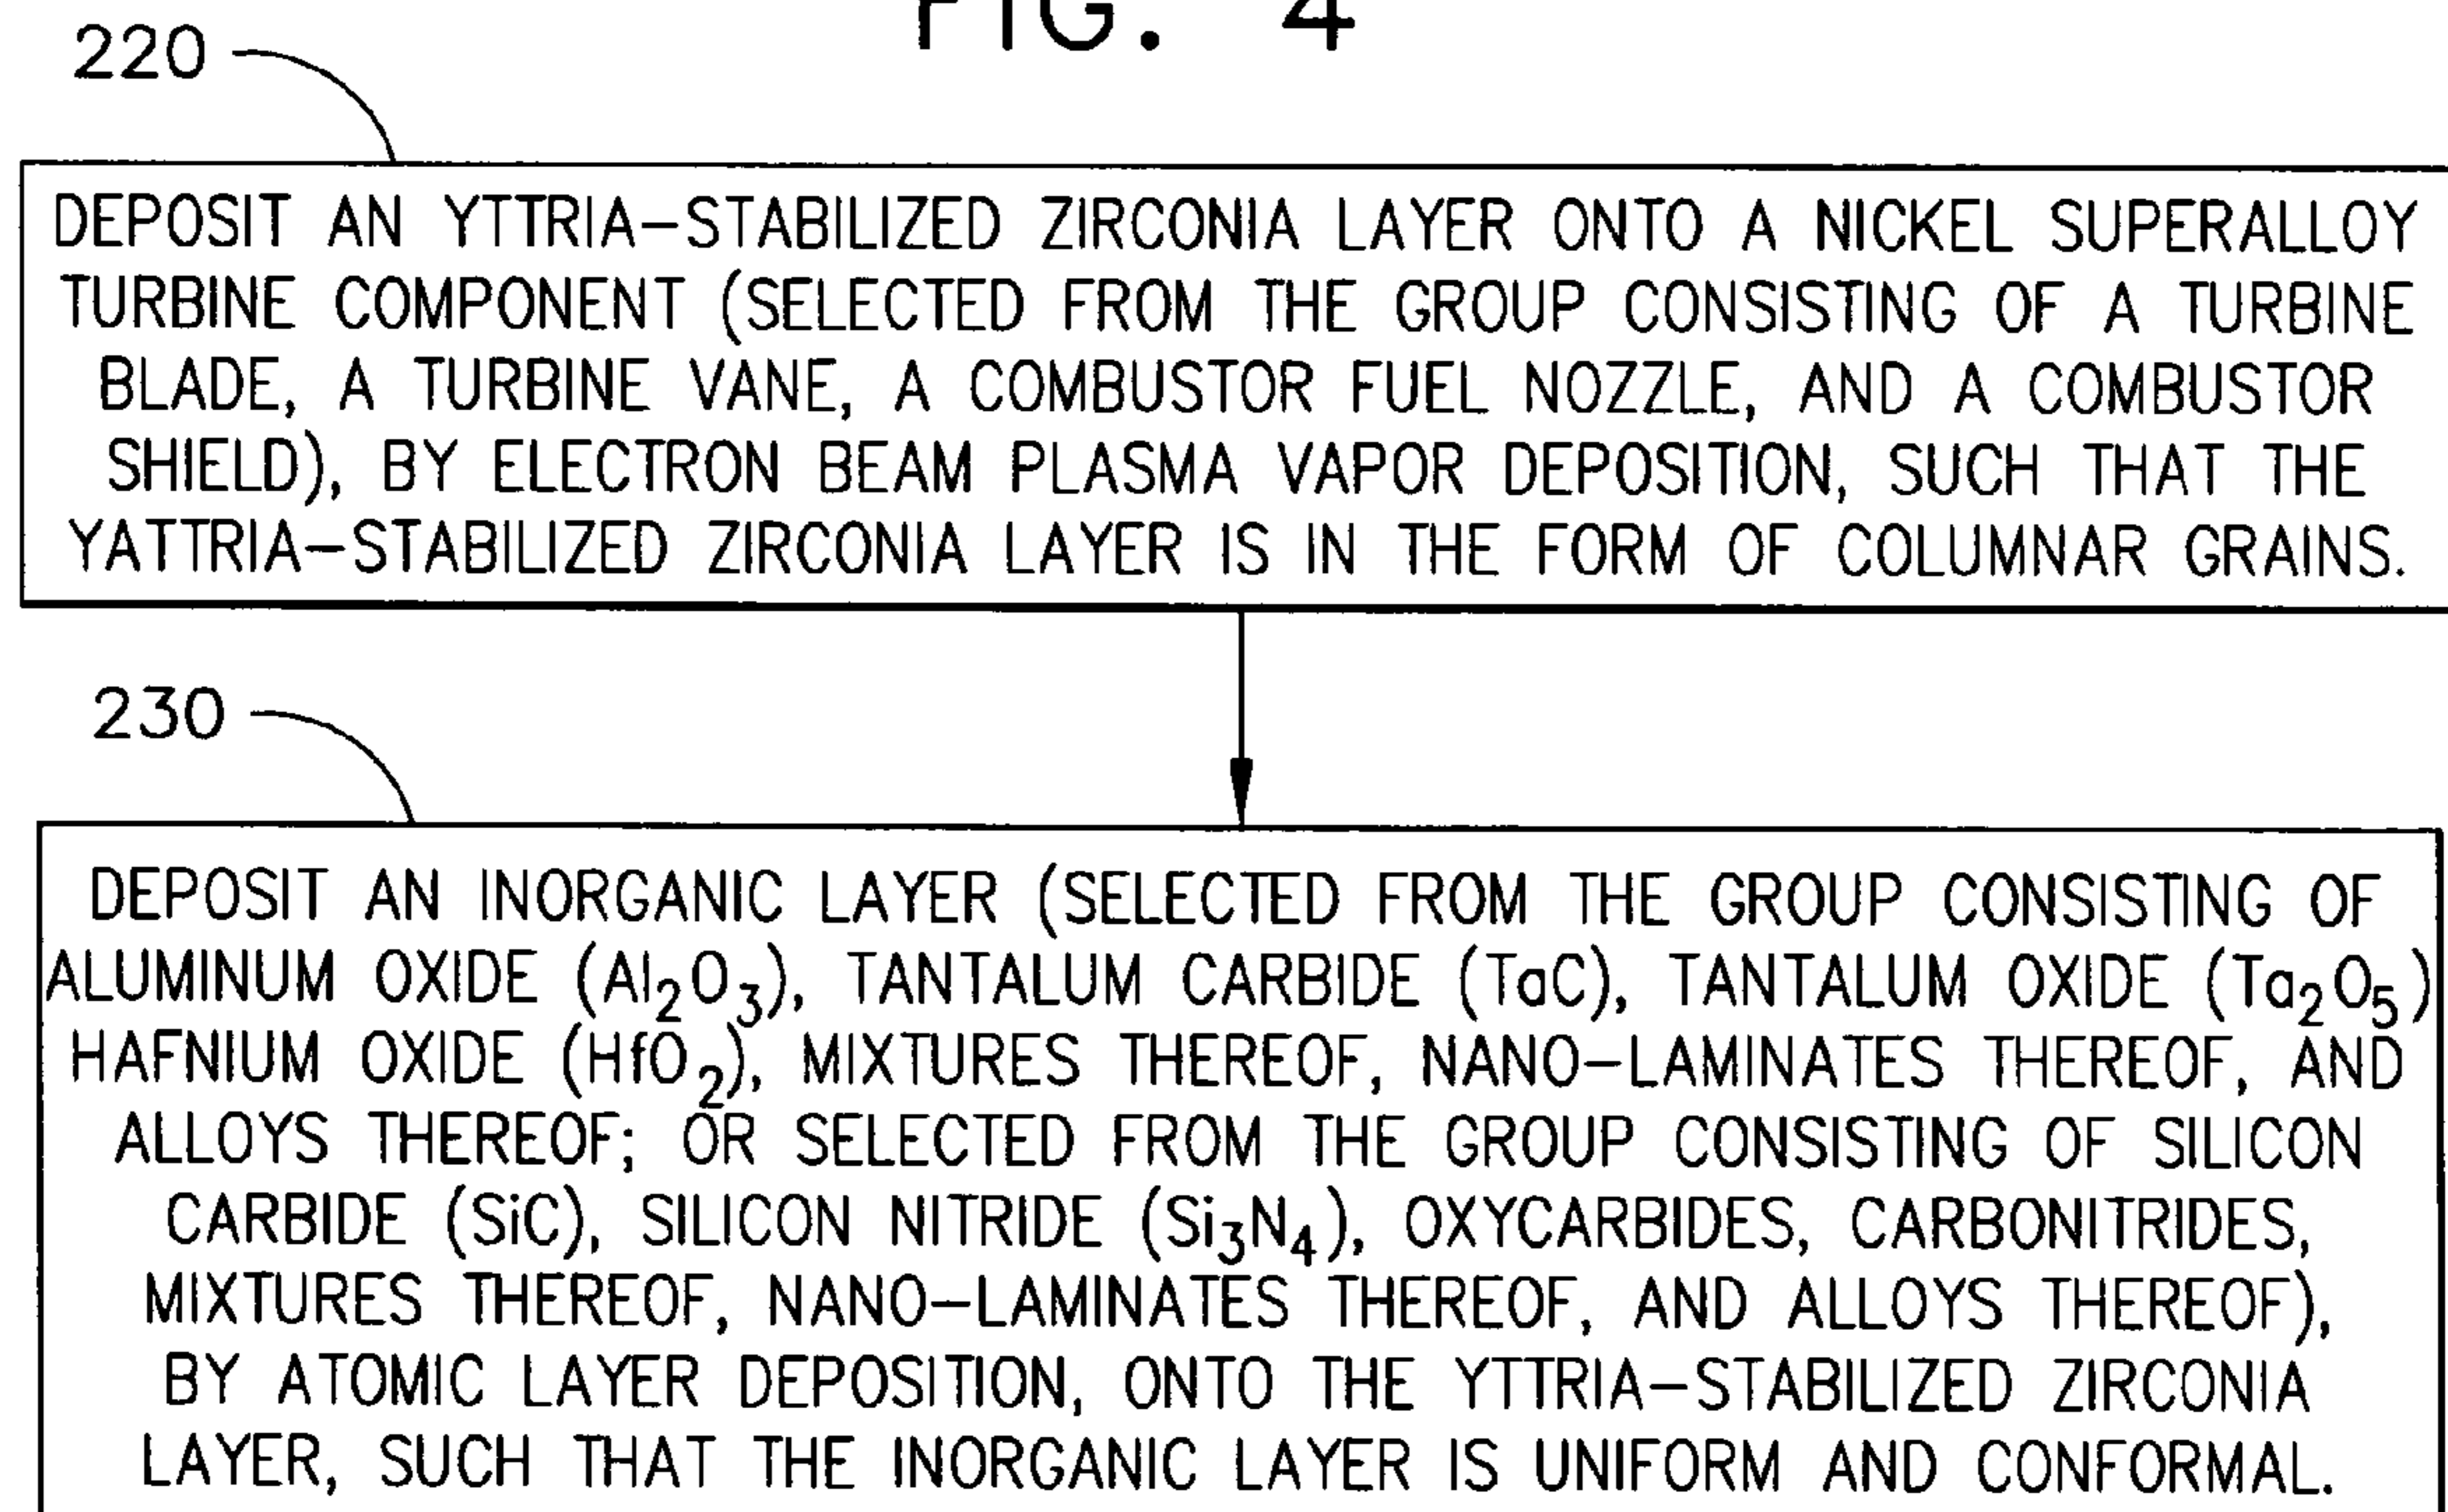 FIG. 4
220
DEPOSIT AN YTTRIA–STABILIZED ZIRCONIA LAYER ONTO A NICKEL SUPERALLOY
TURBINE COMPONENT (SELECTED FROM THE GROUP CONSISTING OF A TURBINE
BLADE, A TURBINE VANE, A COMBUSTOR FUEL NOZZLE, AND A COMBUSTOR
SHIELD), BY ELECTRON BEAM PLASMA VAPOR DEPOSITION, SUCH THAT THE
YATTRIA–STABILIZED ZIRCONIA LAYER IS IN THE FORM OF COLUMNAR GRAINS.
230
DEPOSIT AN INORGANIC LAYER (SELECTED FROM THE GROUP CONSISTING OF
ALUMINUM OXIDE (Al₂O₃), TANTALUM CARBIDE (TaC), TANTALUM OXIDE (Ta₂O₅)
HAFNIUM OXIDE (HfO₂), MIXTURES THEREOF, NANO–LAMINATES THEREOF, AND
ALLOYS THEREOF; OR SELECTED FROM THE GROUP CONSISTING OF SILICON
CARBIDE (SiC), SILICON NITRIDE (Si₃N₄), OXYCARBIDES, CARBONITRIDES,
MIXTURES THEREOF, NANO–LAMINATES THEREOF, AND ALLOYS THEREOF),
BY ATOMIC LAYER DEPOSITION, ONTO THE YTTRIA–STABILIZED ZIRCONIA
LAYER, SUCH THAT THE INORGANIC LAYER IS UNIFORM AND CONFORMAL.